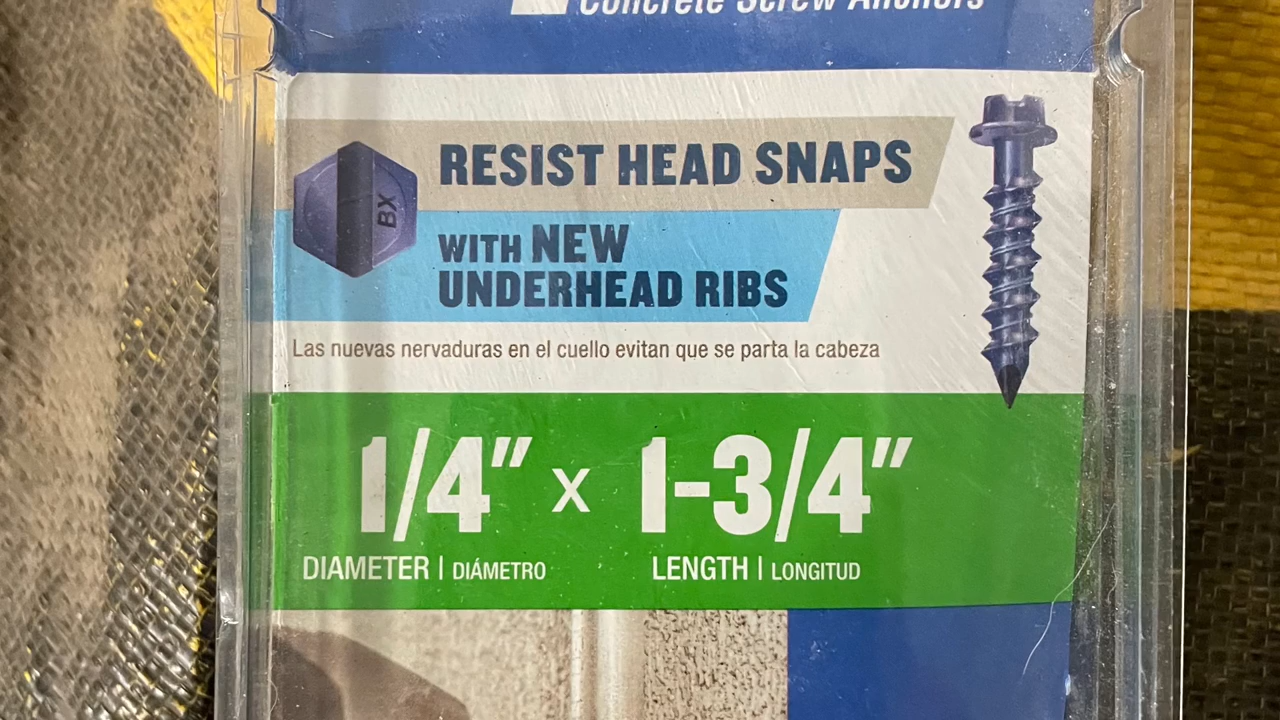 Concrete Screw Anchors
RESIST HEAD SNAPS
BX
WITH NEW
UNDERHEAD RIBS
Las nuevas nervaduras en el cuello evitan que se parta la cabeza
1/4" x 1-3/4"
DIAMETER | DIÁMETRO LENGTH | LONGITUD